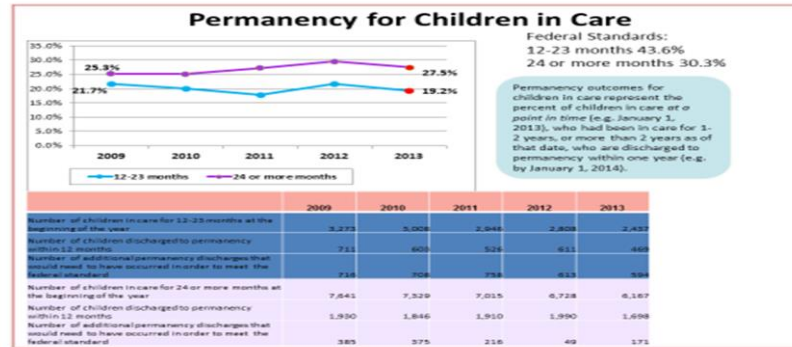 Permanency for Children in Care
Federal Standards:
12-23 months 43.6%
24 or more months 30.3%
35.0%
30.0%
25.0%
20.0%
15.0%
10.0%
5.0%
0.0%
25.3%
21.7%
27.5%
19.2%
2009 2010 2011 2012 2013
12-23 months 24 or more months
Permanency outcomes for
children in care represent the
percent of children in care at a
point in time (e.g. January 1,
2013), who had been in care for 1-
2 years, or more than 2 years as of
that date, who are discharged to
permanency within one year (e.g.
by January 1, 2014).
2009 2010 2011 2012 2013
Number of children in care for 12-23 months at the
beginning of the year 3,273 3,008 2,946 2,808 2,437
Number of children discharged to permanency
within 12 months 711 603 526 611 469
Number of additional permanency discharges that
would need to have occurred in order to meet the
federal standard 716 708 758 613 594
Number of children in care for 24 or more months at
the beginning of the year 7,641 7,329 7,015 6,728 6,167
Number of children discharged to permanency
within 12 months 1,930 1,846 1,910 1,990 1,698
Number of additional permanency discharges that
would need to have occurred in order to meet the
federal standard 385 375 216 49 171